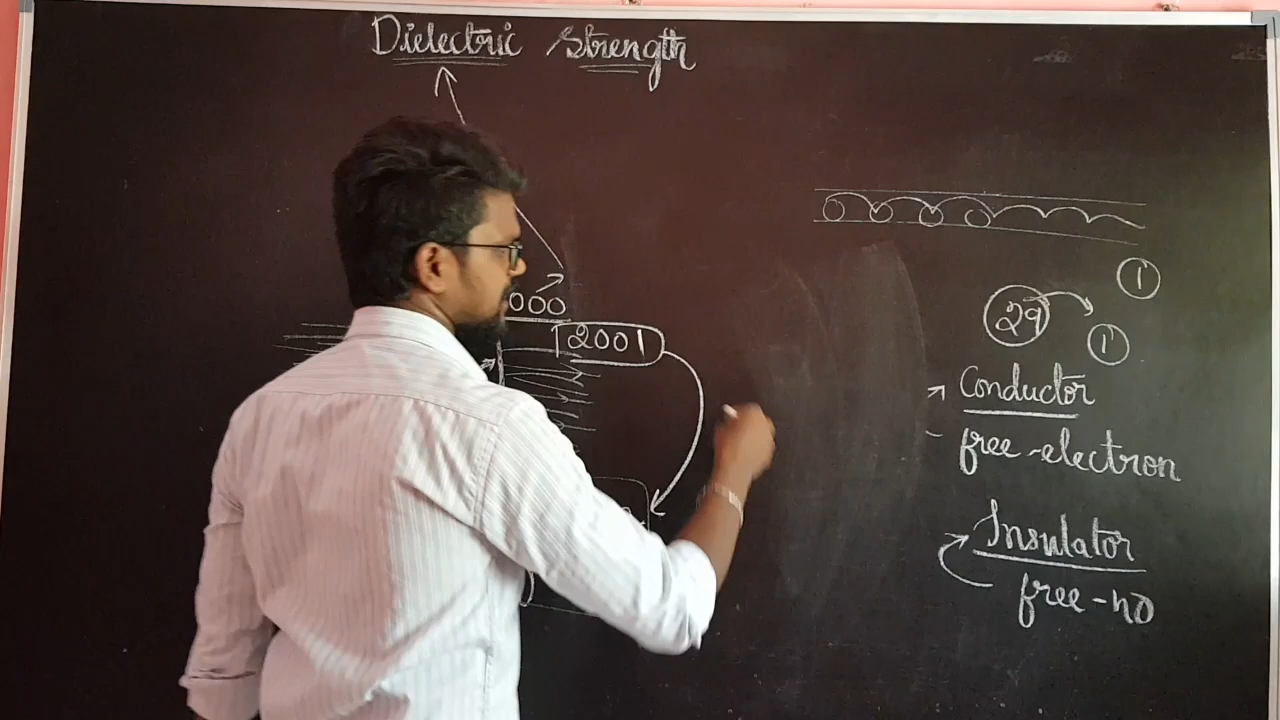 Dielectric Strength
000
2001
1
29
1
Conductor
- free-electron
Insulator
free-no